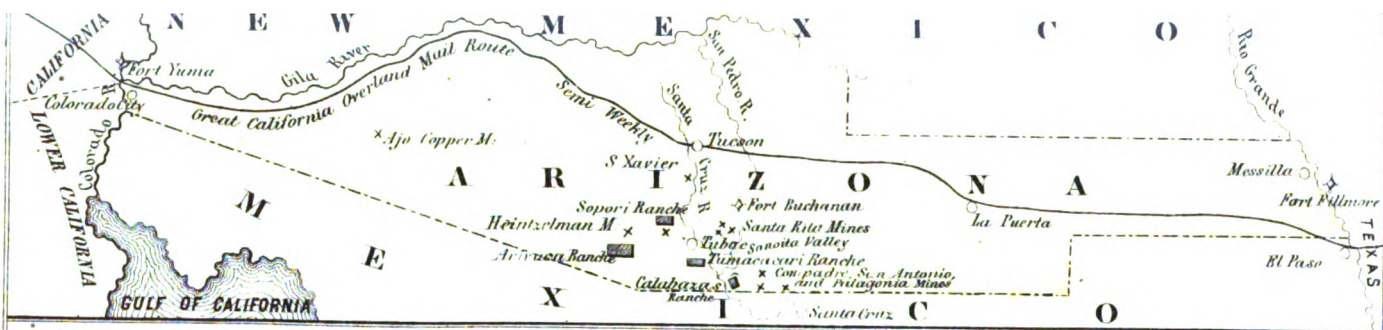 NEW MEXICO
CALIFORNIA
Fort Yuma
Gila River
Great California Overland Mail Route
Semi Weekly
San Pedro R.
Rio Grande
Colorado City
Colorado R
LOWER CALIFORNIA
Ajo Copper M:
Santa Cruz R
Tucson
S Xavier
Messilla
ARIZONA
Fort Fillmore
Sopori Ranche
Fort Buchanan
La Puerta
Heintzelman M
Santa Rita Mines
Tubac
Sanoita Valley
TEXAS
Arivaca Ranche
Tumacacari Ranche
El Paso
Calabazas
Ranche
Compadre, San Antonio,
and Patagonia Mines
GULF OF CALIFORNIA
MEXICO
Santa Cruz